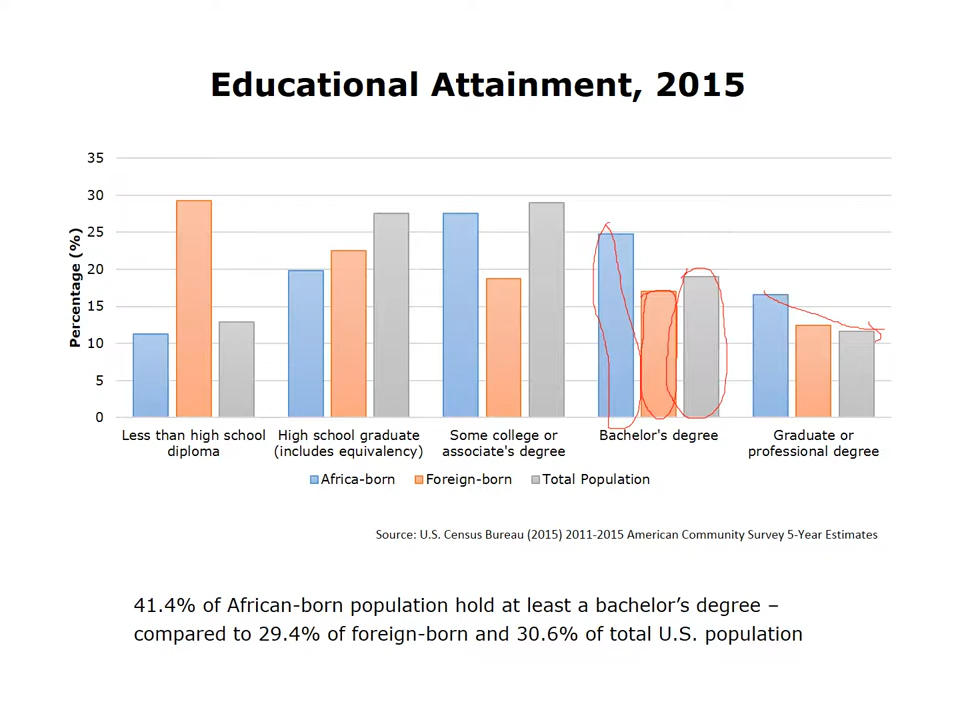 Educational Attainment, 2015
35
30
25
20
15
10
5
0
Percentage (%)
Less than high school
diploma
High school graduate
(includes equivalency)
Some college or
associate's degree
Bachelor's degree
Graduate or
professional degree
Africa-born
Foreign-born
Total Population
Source: U.S. Census Bureau (2015) 2011-2015 American Community Survey 5-Year Estimates
41.4% of African-born population hold at least a bachelor’s degree –
compared to 29.4% of foreign-born and 30.6% of total U.S. population